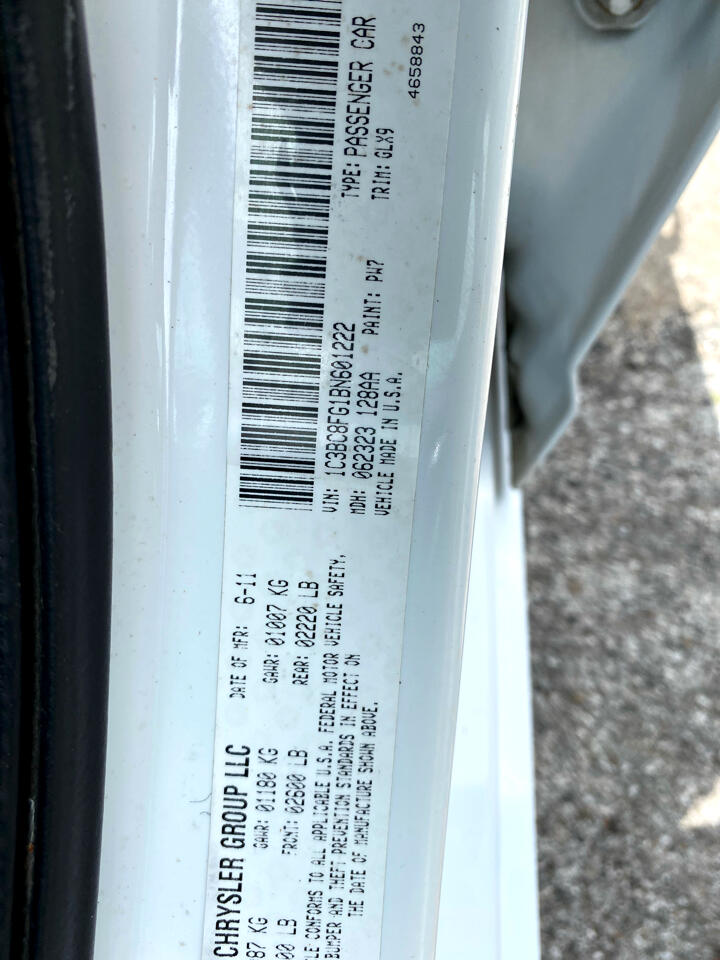 CHRYSLER GROUP LLC
DATE OF MFR: 6-11
87 KG
GAWR: 01180 KG
GAWR: 01007 KG
00 LB
FRONT: 02600 LB
REAR: 02220 LB
CONFORMS TO ALL APPLICABLE U.S.A. FEDERAL MOTOR VEHICLE SAFETY,
BUMPER AND THEFT PREVENTION STANDARDS IN EFFECT ON
THE DATE OF MANUFACTURE SHOWN ABOVE.
VIN: 1C3BC8FG1BN601222
TYPE: PASSENGER CAR
MDH: 062323 128AA
PAINT: PW7
TRIM: GLX9
VEHICLE MADE IN U.S.A.
4658843